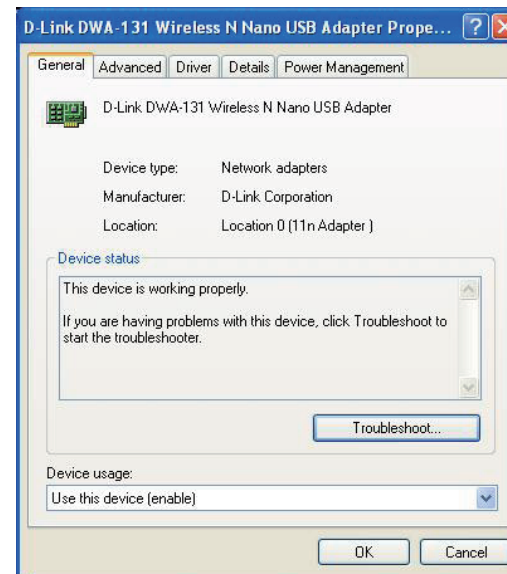 D-Link DWA-131 Wireless N Nano USB Adapter Prope...
General Advanced Driver Details Power Management
D-Link DWA-131 Wireless N Nano USB Adapter
Device type: Network adapters
Manufacturer: D-Link Corporation
Location: Location 0 (11n Adapter )
Device status
This device is working properly.
If you are having problems with this device, click Troubleshoot to
start the troubleshooter.
Troubleshoot...
Device usage:
Use this device (enable)
OK Cancel